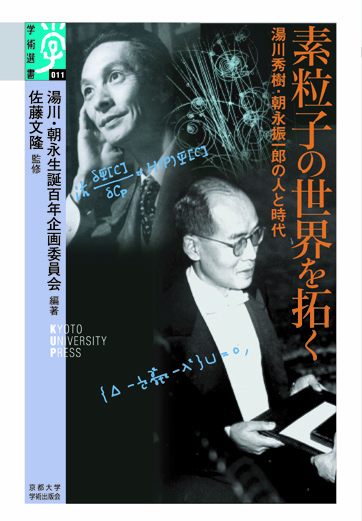 学術選書
011
素粒子の世界を拓く
湯川秀樹・朝永振一郎の人と時代
湯川・朝永生誕百年企画委員会 編著
佐藤文隆 監修
KYOTO
UNIVERSITY
PRESS
京都大学
学術出版会